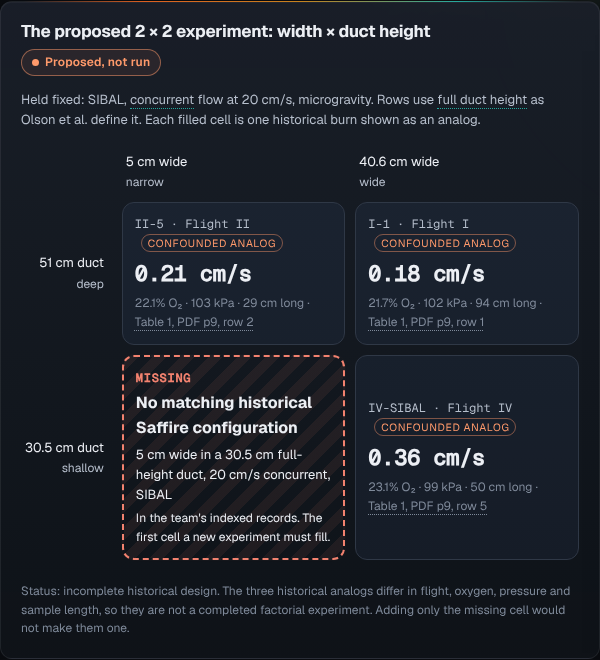 The proposed 2 × 2 experiment: width × duct height
Proposed, not run
Held fixed: SIBAL, concurrent flow at 20 cm/s, microgravity. Rows use full duct height as
Olson et al. define it. Each filled cell is one historical burn shown as an analog.
5 cm wide
narrow
40.6 cm wide
wide
51 cm duct
deep
II-5 · Flight II
CONFOUNDED ANALOG
0.21 cm/s
22.1% O₂ · 103 kPa · 29 cm long ·
Table 1, PDF p9, row 2
I-1 · Flight I
CONFOUNDED ANALOG
0.18 cm/s
21.7% O₂ · 102 kPa · 94 cm long ·
Table 1, PDF p9, row 1
30.5 cm duct
shallow
MISSING
No matching historical
Saffire configuration
5 cm wide in a 30.5 cm full-
height duct, 20 cm/s concurrent,
SIBAL
In the team's indexed records. The
first cell a new experiment must fill.
IV-SIBAL · Flight IV
CONFOUNDED ANALOG
0.36 cm/s
23.1% O₂ · 99 kPa · 50 cm long ·
Table 1, PDF p9, row 5
Status: incomplete historical design. The three historical analogs differ in flight, oxygen, pressure and
sample length, so they are not a completed factorial experiment. Adding only the missing cell would
not make them one.